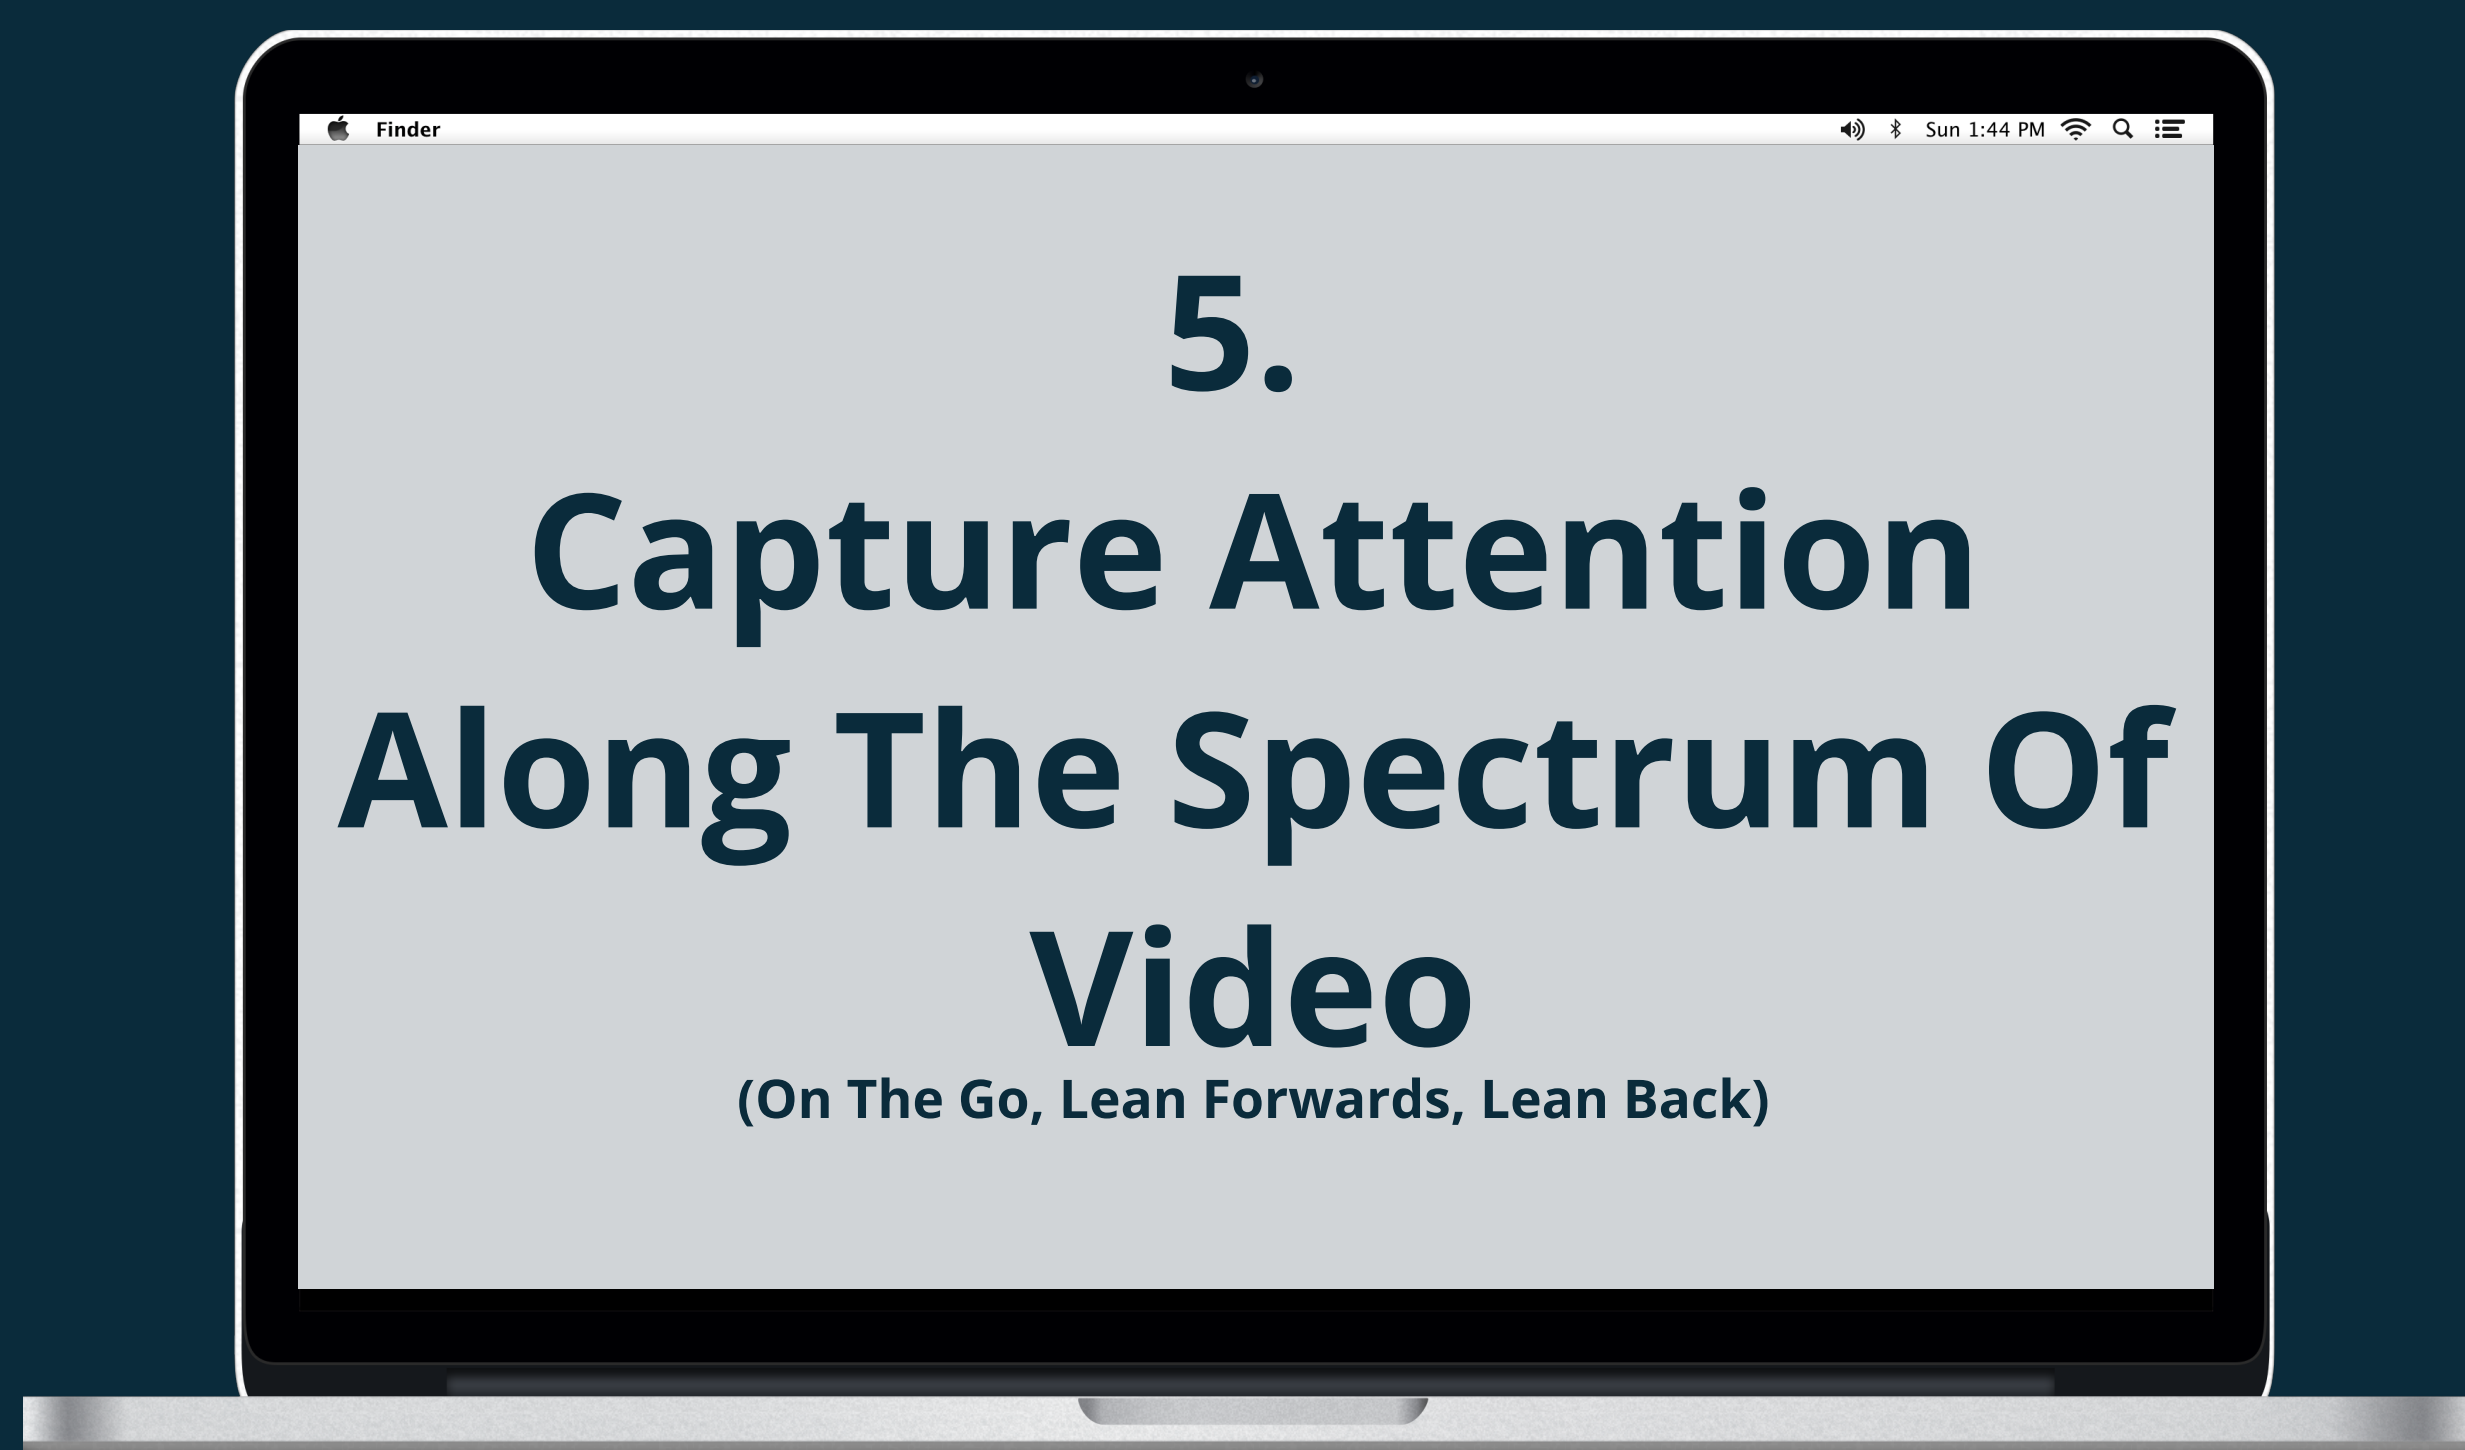 Finder
Sun 1:44 PM
5.
Capture Attention
Along The Spectrum Of
Video
(On The Go, Lean Forwards, Lean Back)